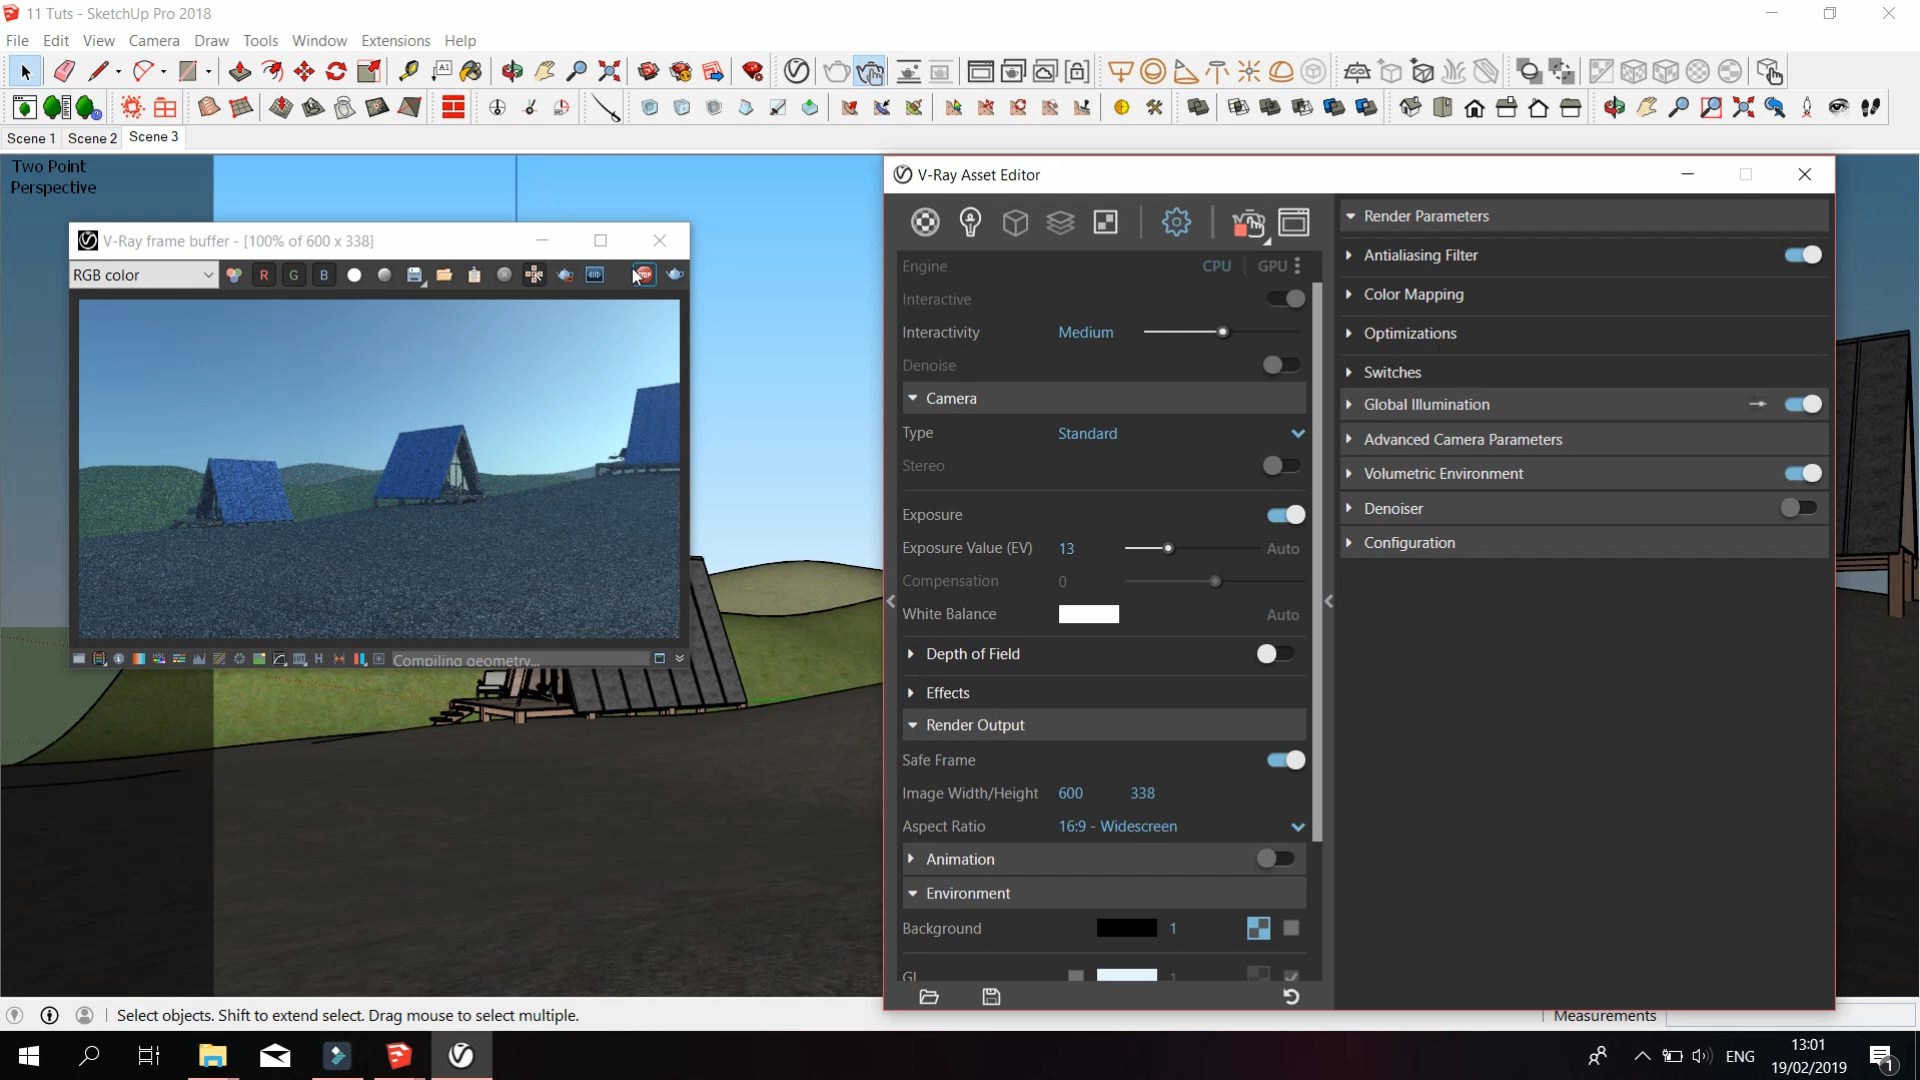 11 Tuts - SketchUp Pro 2018
File Edit View Camera Draw Tools Window Extensions Help
Scene 1 Scene 2 Scene 3
Two Point
Perspective
V-Ray frame buffer - [100% of 600 x 338]
RGB color
R G B
STOP
HSL
LUT
H
Compiling geometry...
V-Ray Asset Editor
Engine CPU GPU
Interactive
Interactivity Medium
Denoise
Camera
Type Standard
Stereo
Exposure
Exposure Value (EV) 13 Auto
Compensation 0
White Balance Auto
Depth of Field
Effects
Render Output
Safe Frame
Image Width/Height 600 338
Aspect Ratio 16:9 - Widescreen
Animation
Environment
Background 1
GI 1
Render Parameters
Antialiasing Filter
Color Mapping
Optimizations
Switches
Global Illumination
Advanced Camera Parameters
Volumetric Environment
Denoiser
Configuration
Select objects. Shift to extend select. Drag mouse to select multiple.
Measurements
ENG
13:01
19/02/2019
1